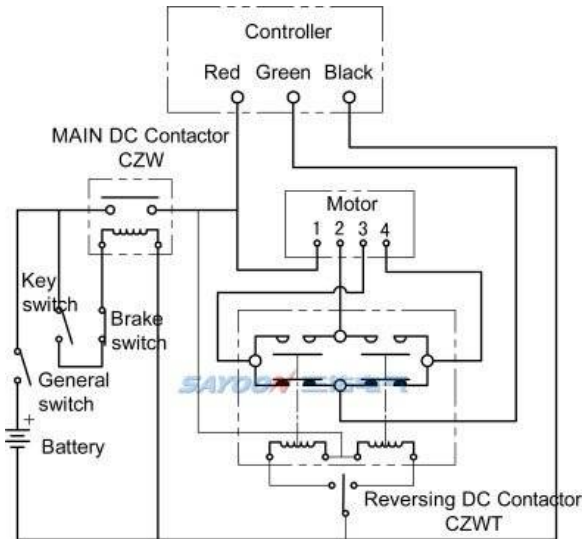 Controller
Red Green Black
MAIN DC Contactor
CZW
Motor
1 2 3 4
Key
switch
Brake
switch
General
switch
+
Battery
SAYOON
Reversing DC Contactor
CZWT